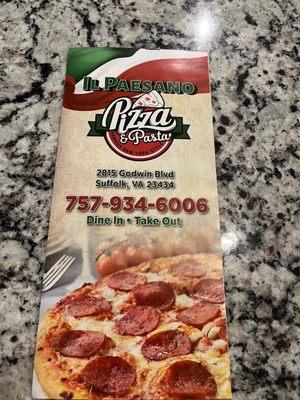 IL PAESANO
Pizza
& Pasta
2815 Godwin Blvd
Suffolk, VA 23434
757-934-6006
Dine In • Take Out